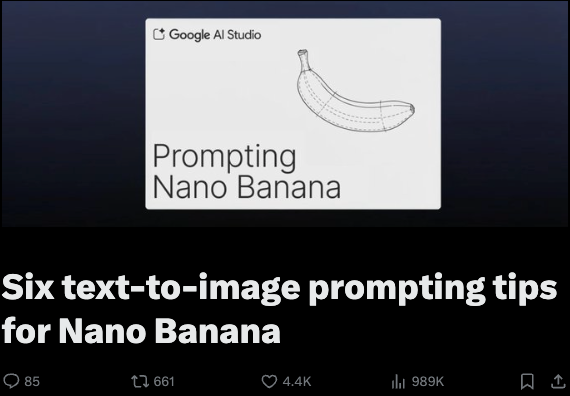 Google AI Studio
Prompting
Nano Banana
Six text-to-image prompting tips
for Nano Banana
85 661 4.4K 989K